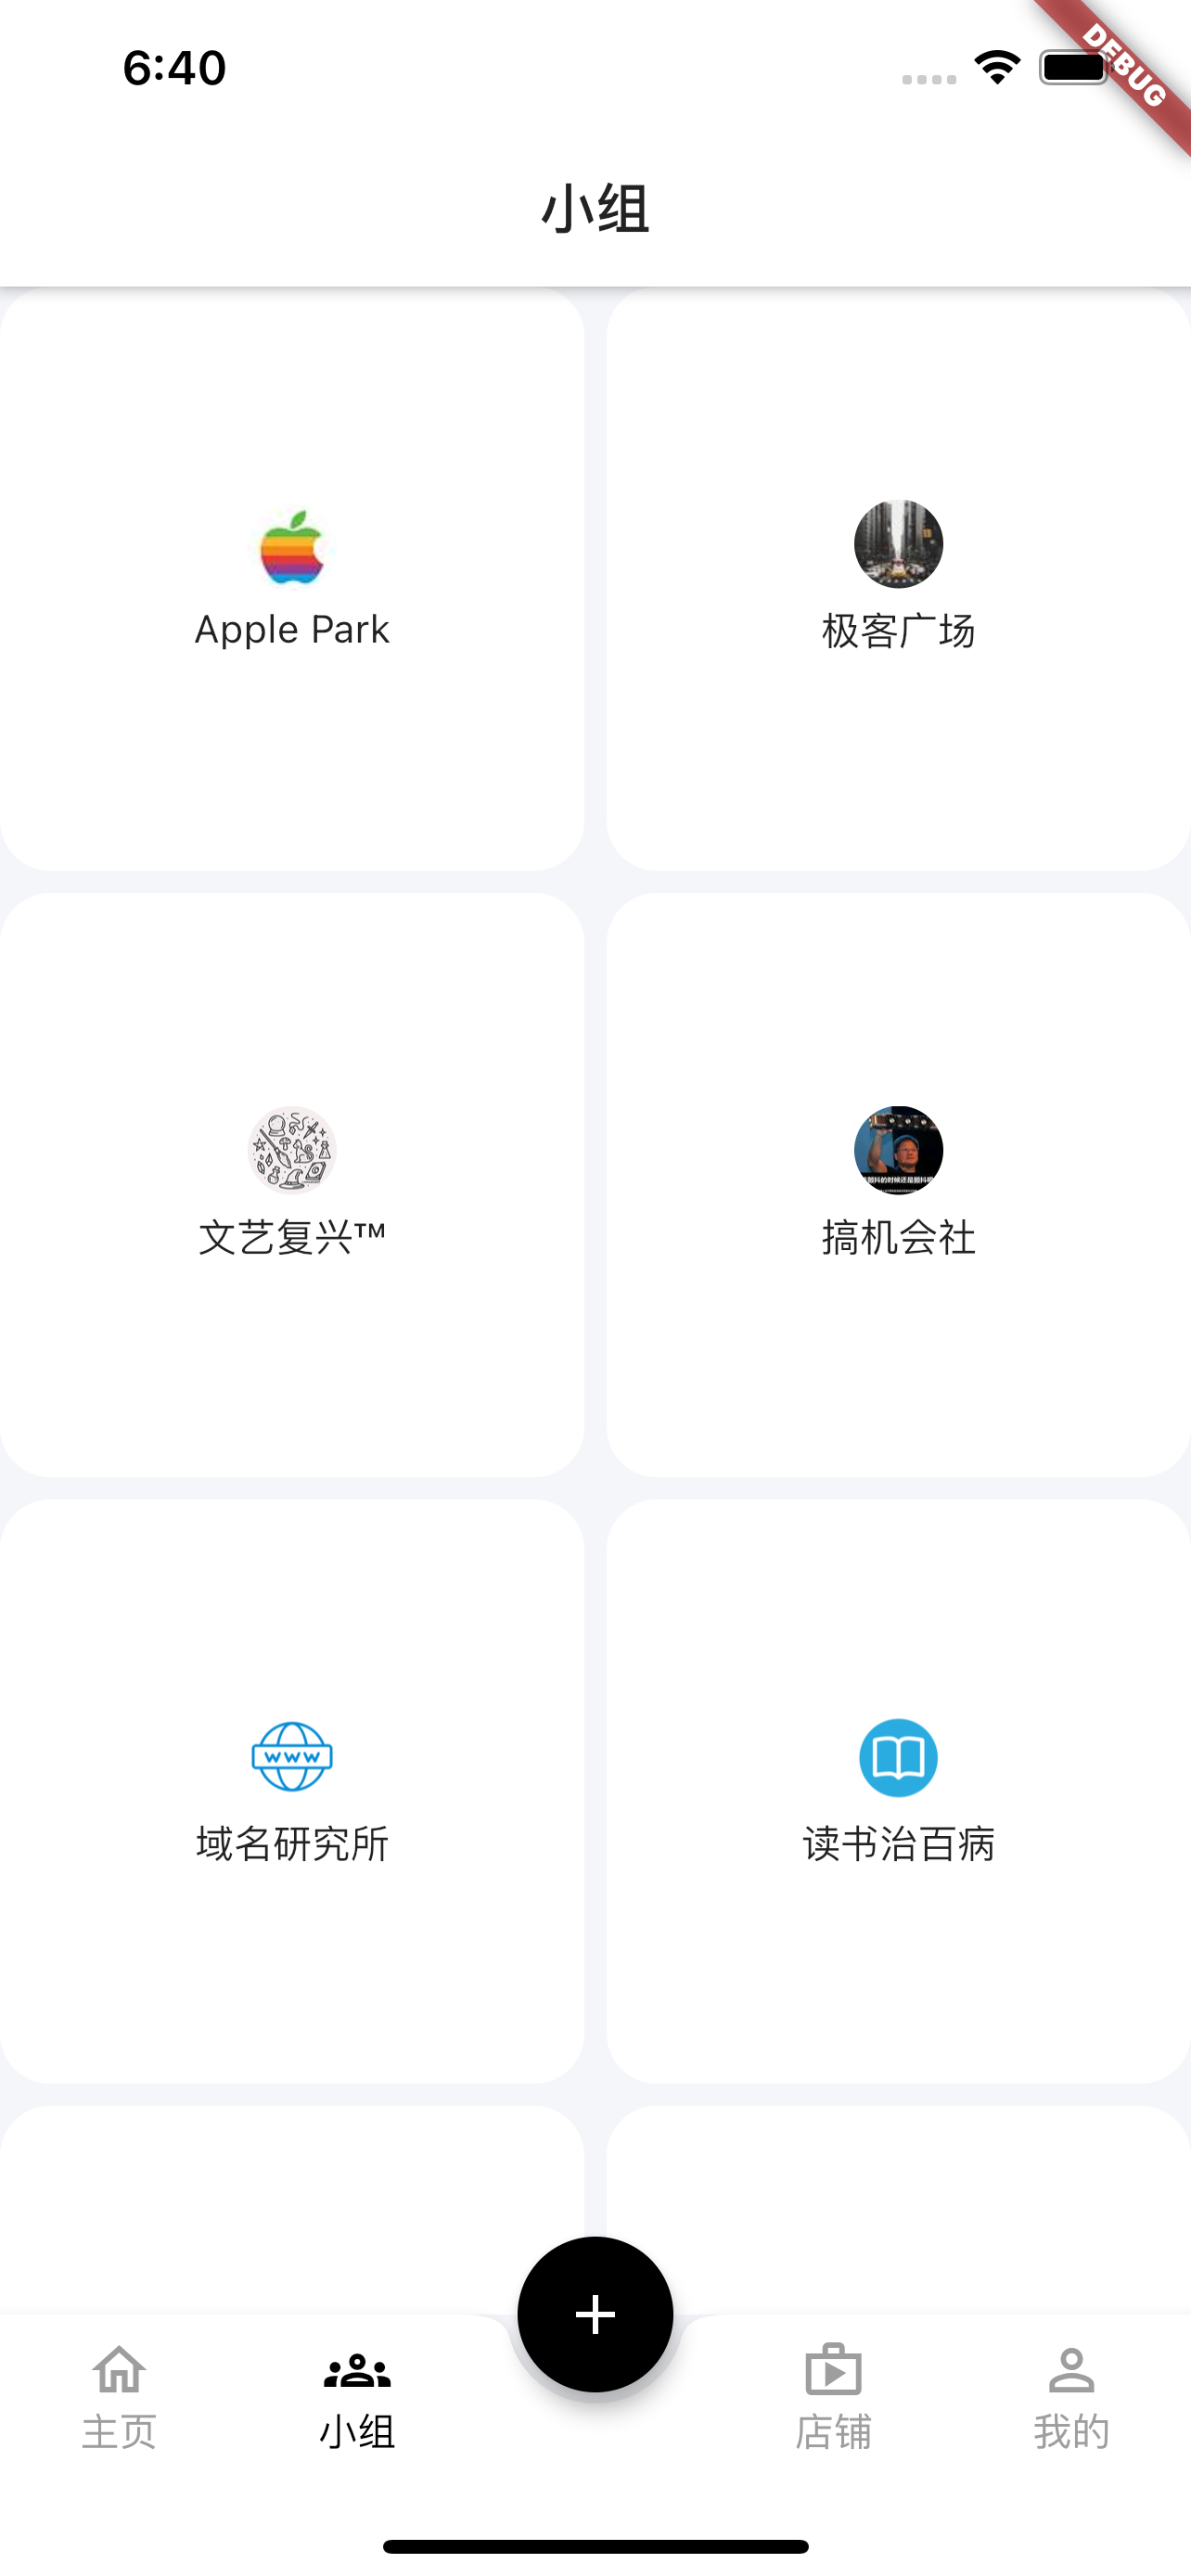 6:40
DEBUG
小组
Apple Park
极客广场
文艺复兴™
搞机会社
www
域名研究所
读书治百病
主页
小组
店铺
我的